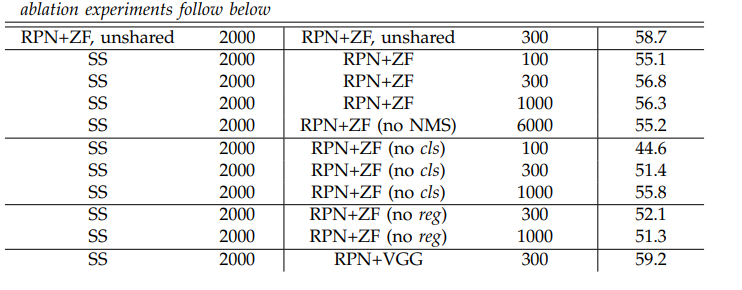 ablation experiments follow below
RPN+ZF, unshared 2000 RPN+ZF, unshared 300 58.7
SS 2000 RPN+ZF 100 55.1
SS 2000 RPN+ZF 300 56.8
SS 2000 RPN+ZF 1000 56.3
SS 2000 RPN+ZF (no NMS) 6000 55.2
SS 2000 RPN+ZF (no cls) 100 44.6
SS 2000 RPN+ZF (no cls) 300 51.4
SS 2000 RPN+ZF (no cls) 1000 55.8
SS 2000 RPN+ZF (no reg) 300 52.1
SS 2000 RPN+ZF (no reg) 1000 51.3
SS 2000 RPN+VGG 300 59.2